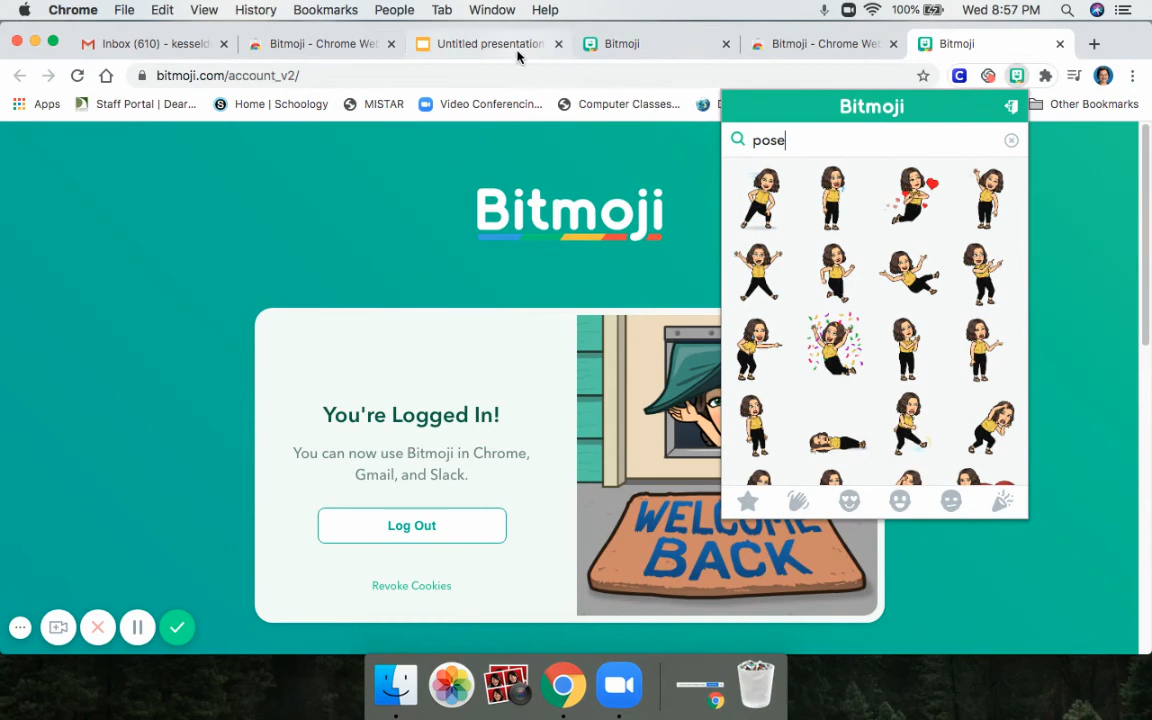 Chrome File Edit View History Bookmarks People Tab Window Help 100% Wed 8:57 PM
Inbox (610) - kesseld Bitmoji - Chrome We Untitled presentation Bitmoji Bitmoji - Chrome We Bitmoji
bitmoji.com/account_v2/
Apps Staff Portal | Dear... Home | Schoology MISTAR Video Conferencin... Computer Classes... Other Bookmarks
Bitmoji
pose
Bitmoji
You're Logged In!
You can now use Bitmoji in Chrome,
Gmail, and Slack.
Log Out
Revoke Cookies
WELCOME
BACK